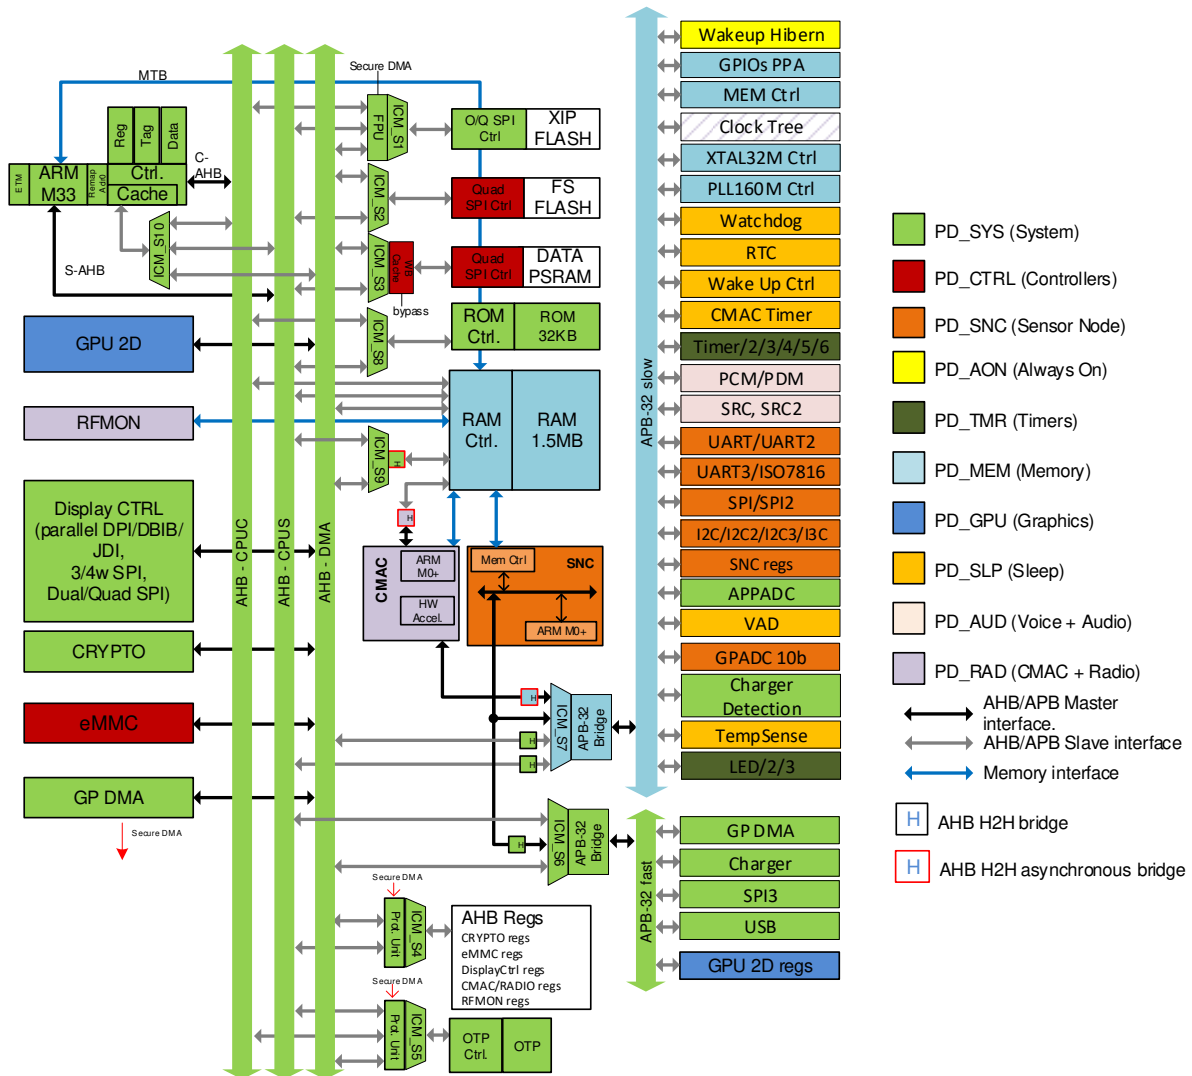 MTB
Secure DMA
Reg
Tag
Data
ETM
ARM
M33
Remap
Adr0
Ctrl.
Cache
C-
AHB
S-AHB
ICM_S10
FPU
ICM_S1
O/Q SPI
Ctrl
XIP
FLASH
ICM_S2
Quad
SPI Ctrl
FS
FLASH
ICM_S3
WB
Cache
bypass
Quad
SPI Ctrl
DATA
PSRAM
ICM_S8
ROM
Ctrl.
ROM
32KB
GPU 2D
RFMON
RAM
Ctrl.
RAM
1.5MB
ICM_S9
H
H
Display CTRL
(parallel DPI/DBIB/
JDI,
3/4w SPI,
Dual/Quad SPI)
CRYPTO
eMMC
GP DMA
Secure DMA
AHB - CPUC
AHB - CPUS
AHB - DMA
CMAC
ARM
M0+
HW
Accel.
Mem Ctrl
SNC
ARM M0+
H
H
H
ICM_S7
APB-32
Bridge
H
ICM_S6
APB-32
Bridge
Secure DMA
Prot. Unit
ICM_S4
AHB Regs
CRYPTO regs
eMMC regs
DisplayCtrl regs
CMAC/RADIO regs
RFMON regs
Secure DMA
Prot. Unit
ICM_S5
OTP
Ctrl.
OTP
APB-32 slow
Wakeup Hibern
GPIOs PPA
MEM Ctrl
Clock Tree
XTAL32M Ctrl
PLL160M Ctrl
Watchdog
RTC
Wake Up Ctrl
CMAC Timer
Timer/2/3/4/5/6
PCM/PDM
SRC, SRC2
UART/UART2
UART3/ISO7816
SPI/SPI2
I2C/I2C2/I2C3/I3C
SNC regs
APPADC
VAD
GPADC 10b
Charger
Detection
TempSense
LED/2/3
APB-32 fast
GP DMA
Charger
SPI3
USB
GPU 2D regs
PD_SYS (System)
PD_CTRL (Controllers)
PD_SNC (Sensor Node)
PD_AON (Always On)
PD_TMR (Timers)
PD_MEM (Memory)
PD_GPU (Graphics)
PD_SLP (Sleep)
PD_AUD (Voice + Audio)
PD_RAD (CMAC + Radio)
AHB/APB Master
interface.
AHB/APB Slave interface
Memory interface
H
AHB H2H bridge
H
AHB H2H asynchronous bridge